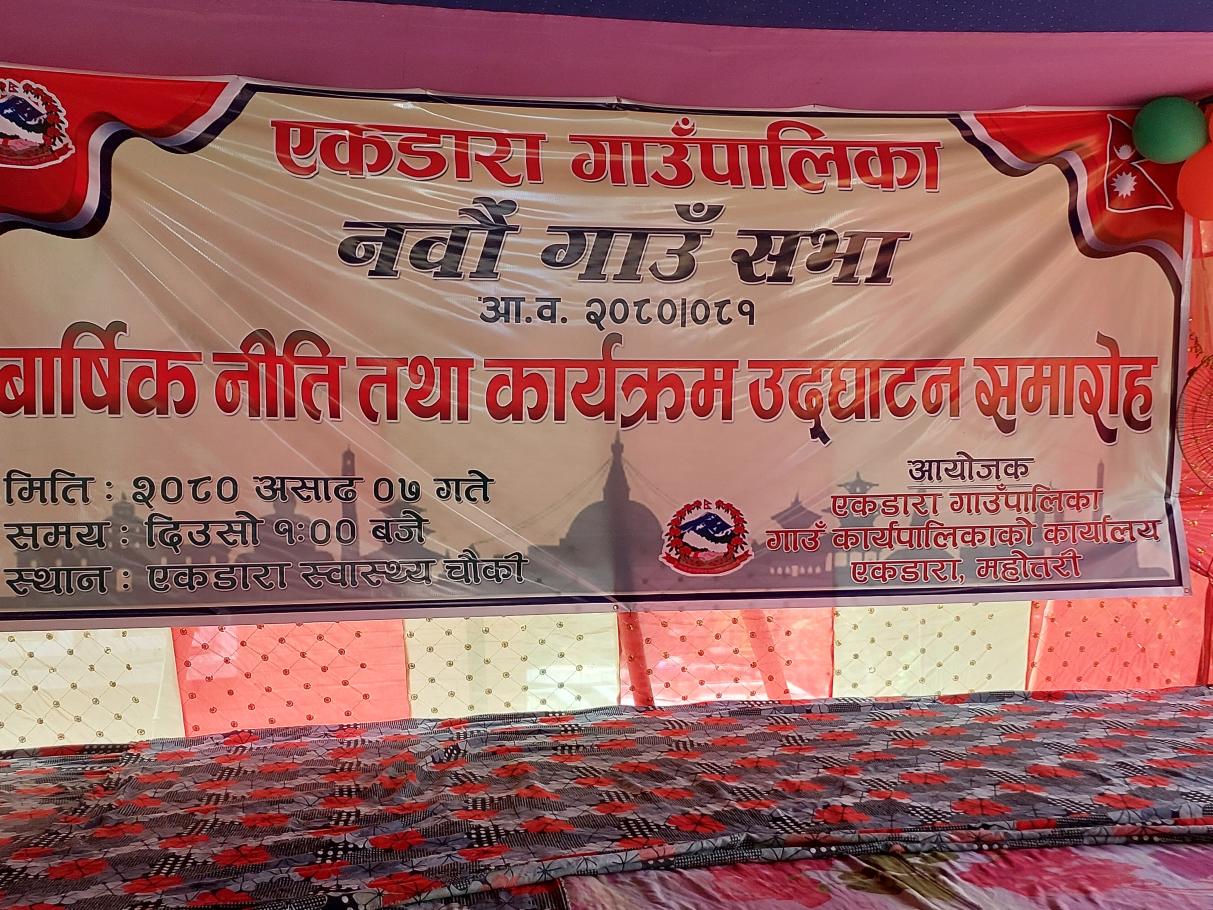 एकडारा गाउँपालिका
नवौं गाउँ सभा
आ.व. २०८०|०८१
बार्षिक नीति तथा कार्यक्रम उद्घाटन समारोह
मिति : २०८० असाढ ०७ गते
समय : दिउसो १:०० बजे
स्थान : एकडारा स्वास्थ्य चौकी
आयोजक
एकडारा गाउँपालिका
गाउँ कार्यपालिकाको कार्यालय
एकडारा, महोत्तरी